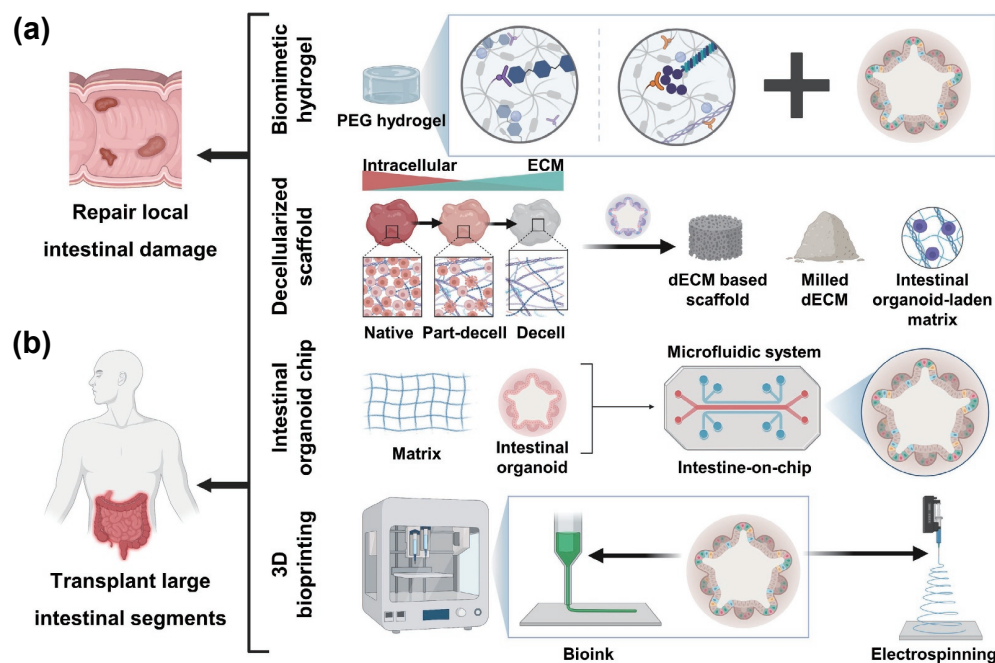 (a)
Repair local
intestinal damage
Biomimetic
hydrogel
PEG hydrogel
Decellularized
scaffold
Intracellular
ECM
Native
Part-decell
Decell
dECM based
scaffold
Milled
dECM
Intestinal
organoid-laden
matrix
(b)
Transplant large
intestinal segments
Intestinal
organoid chip
Matrix
Intestinal
organoid
Microfluidic system
Intestine-on-chip
3D
bioprinting
Bioink
Electrospinning